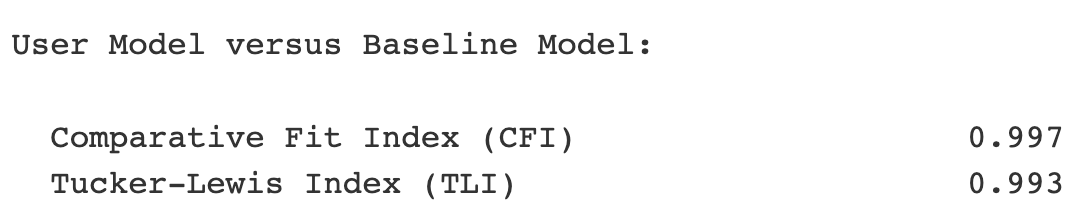 User Model versus Baseline Model:
Comparative Fit Index (CFI) 0.997
Tucker-Lewis Index (TLI) 0.993